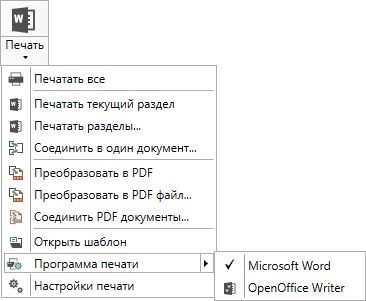 Печать
Печатать все
Печатать текущий раздел
Печатать разделы...
Соединить в один документ...
Преобразовать в PDF
Преобразовать в PDF файл...
Соединить PDF документы...
Открыть шаблон
Программа печати
Microsoft Word
OpenOffice Writer
Настройки печати